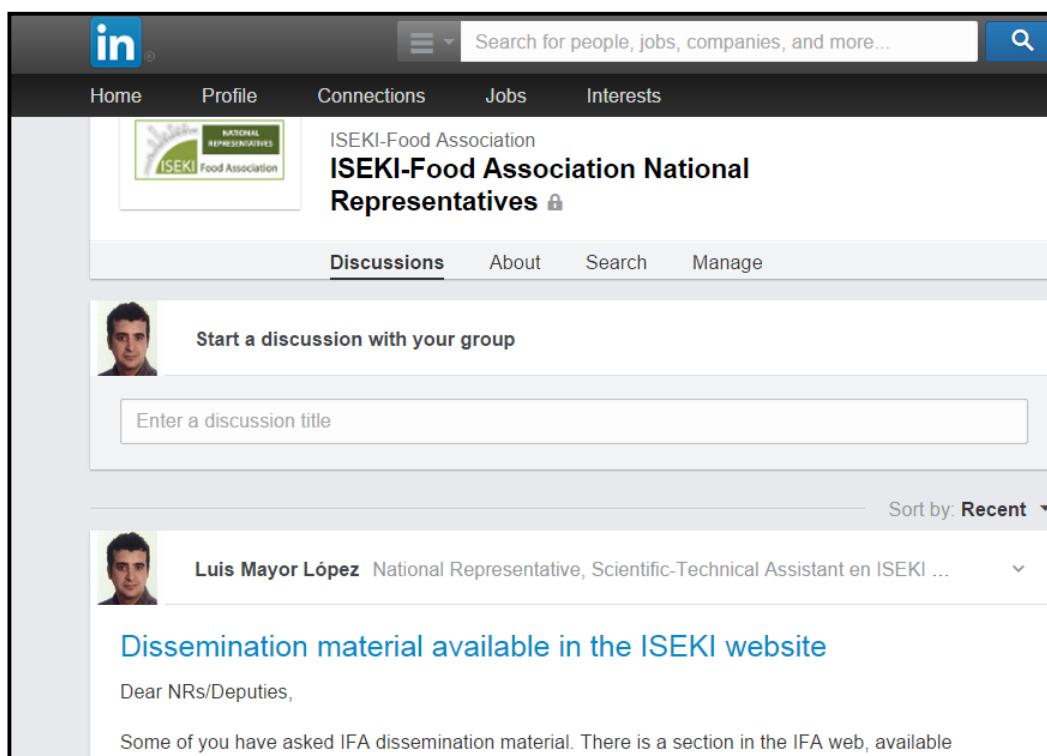 in®
Search for people, jobs, companies, and more...
Home Profile Connections Jobs Interests
NATIONAL
REPRESENTATIVES
ISEKI Food Association
ISEKI-Food Association
ISEKI-Food Association National
Representatives
Discussions About Search Manage
Start a discussion with your group
Enter a discussion title
Sort by: Recent
Luis Mayor López National Representative, Scientific-Technical Assistant en ISEKI ...
Dissemination material available in the ISEKI website
Dear NRs/Deputies,
Some of you have asked IFA dissemination material. There is a section in the IFA web, available